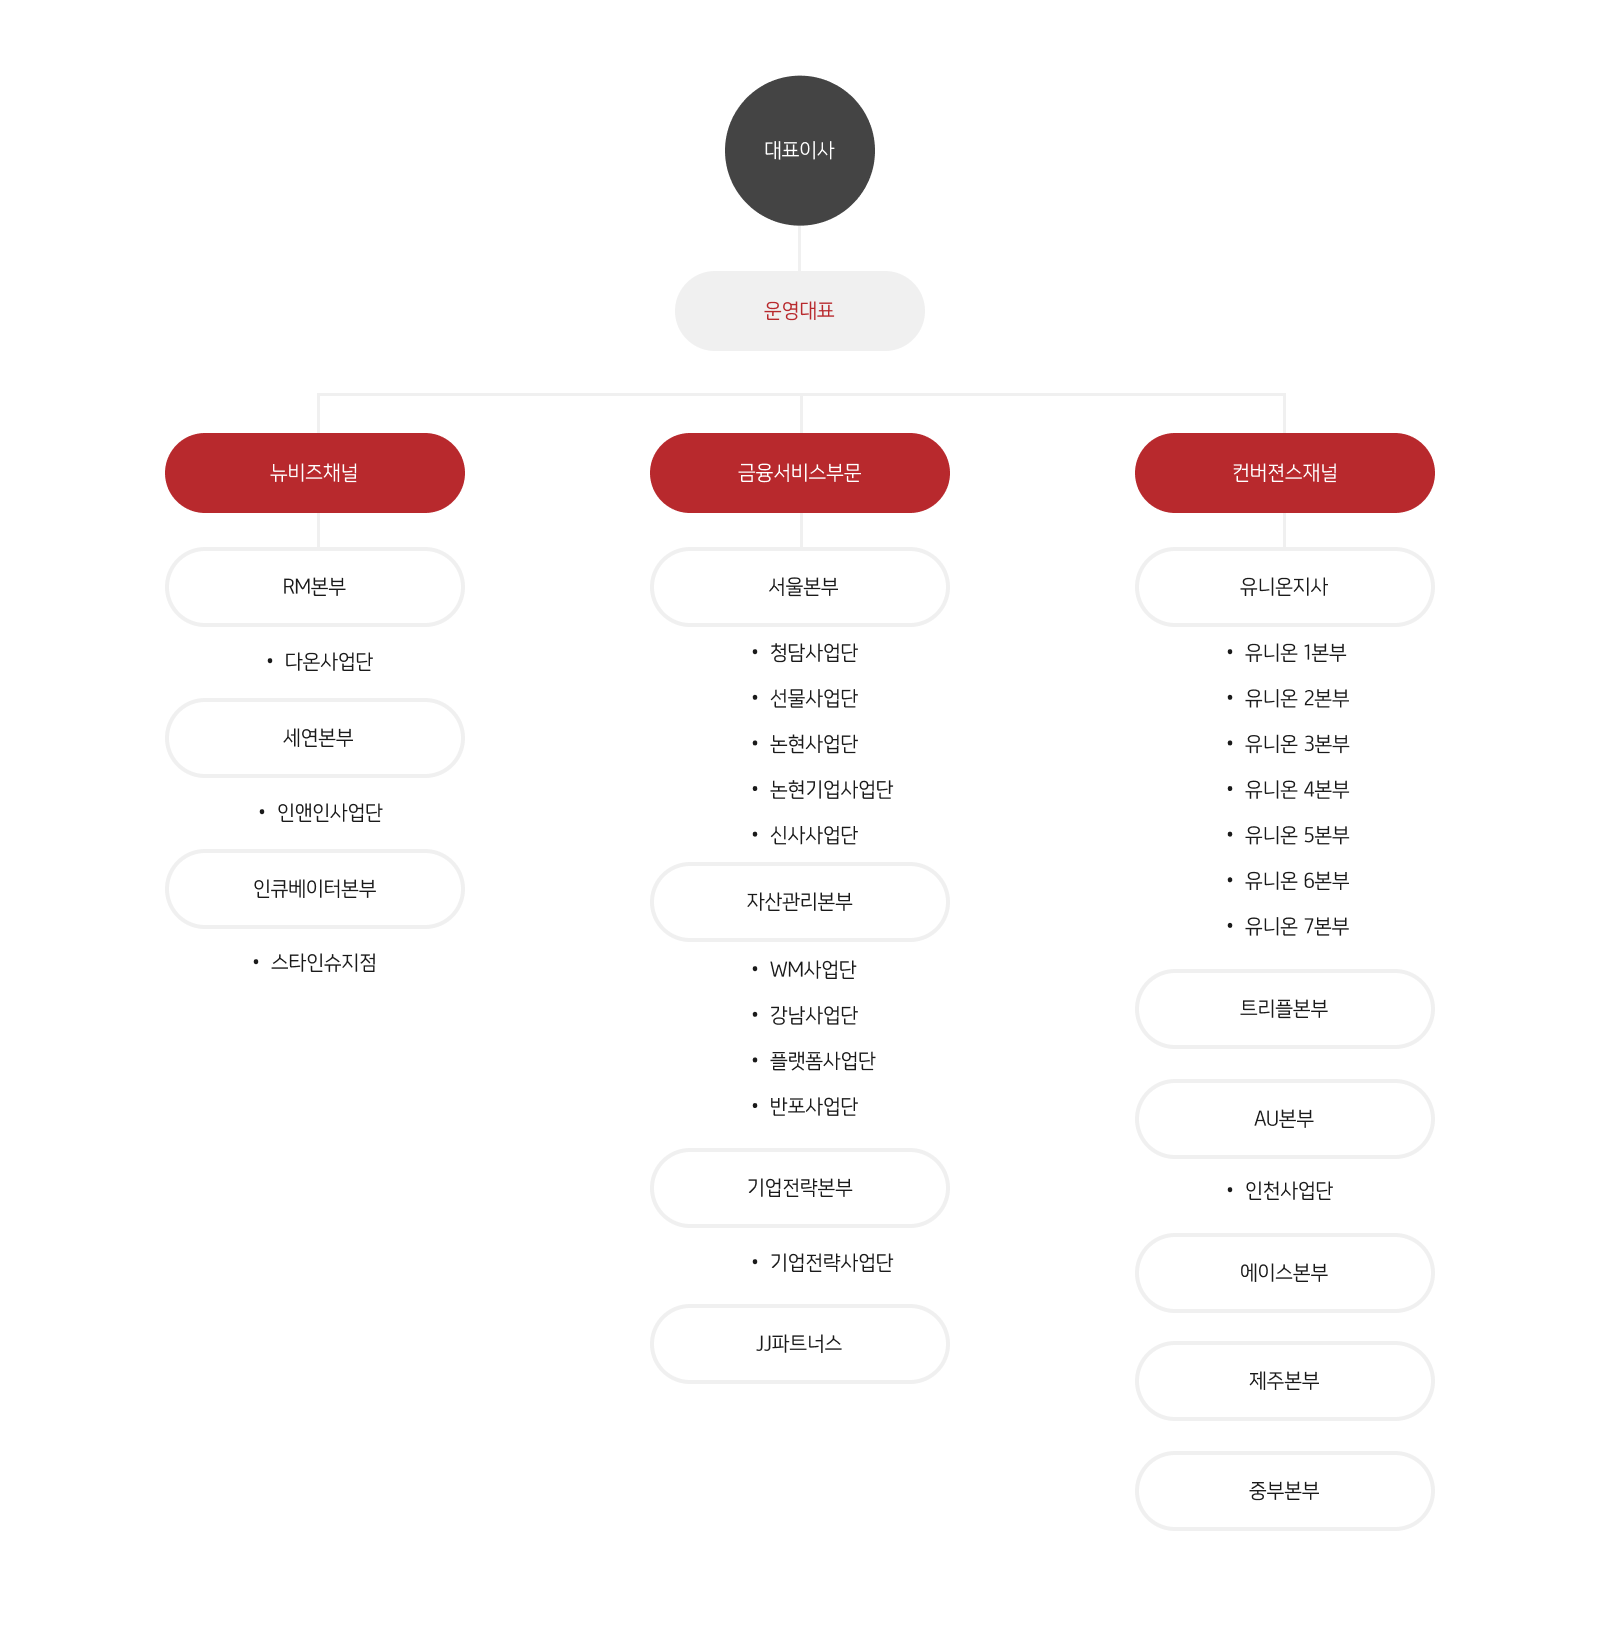 대표이사
운영대표
뉴비즈채널
RM본부
• 다온사업단
세연본부
• 인앤인사업단
인큐베이터본부
• 스타인슈지점
금융서비스부문
서울본부
• 청담사업단
• 선물사업단
• 논현사업단
• 논현기업사업단
• 신사사업단
자산관리본부
• WM사업단
• 강남사업단
• 플랫폼사업단
• 반포사업단
기업전략본부
• 기업전략사업단
JJ파트너스
컨버젼스재널
유니온지사
• 유니온 1본부
• 유니온 2본부
• 유니온 3본부
• 유니온 4본부
• 유니온 5본부
• 유니온 6본부
• 유니온 7본부
트리플본부
AU본부
• 인천사업단
에이스본부
제주본부
중부본부